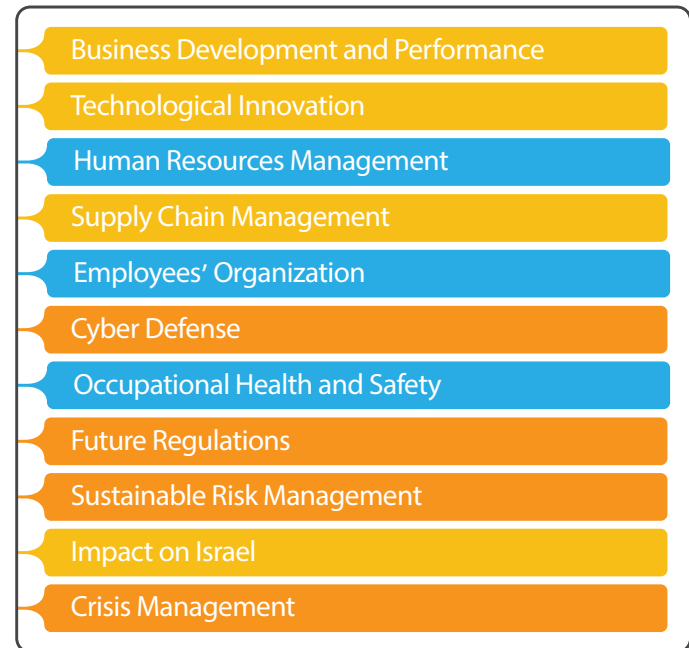 Business Development and Performance
Technological Innovation
Human Resources Management
Supply Chain Management
Employees’ Organization
Cyber Defense
Occupational Health and Safety
Future Regulations
Sustainable Risk Management
Impact on Israel
Crisis Management